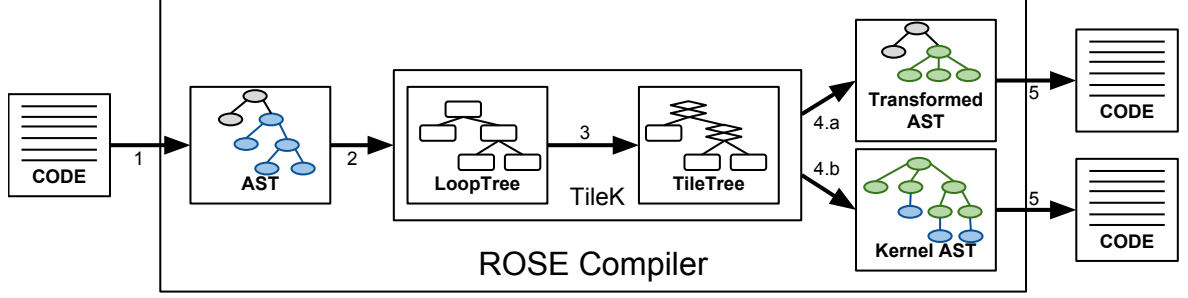 CODE
1
AST
2
LoopTree
3
TileTree
TileK
4.a
4.b
Transformed
AST
Kernel AST
5
CODE
5
CODE
ROSE Compiler